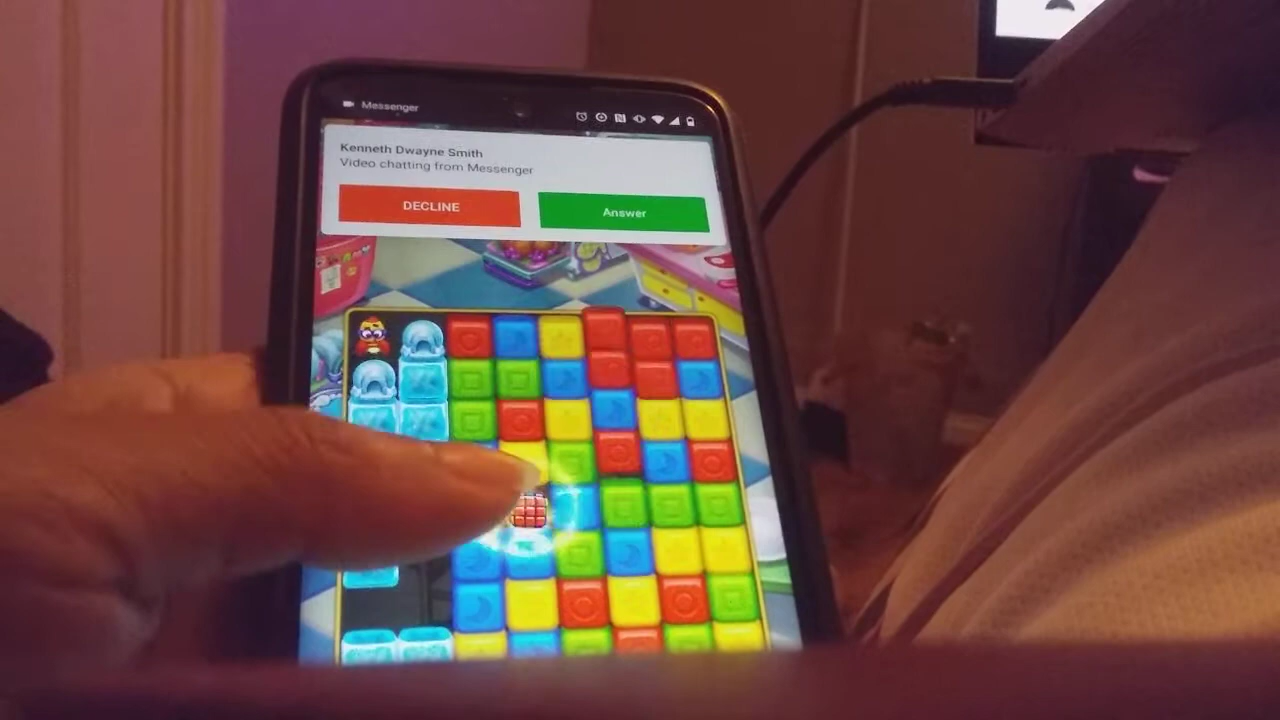 Messenger
Kenneth Dwayne Smith
Video chatting from Messenger
DECLINE
Answer